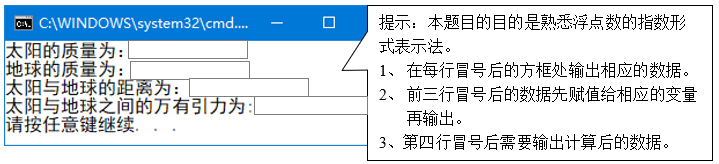 C:\WINDOWS\system32\cmd....
太阳的质量为:
地球的质量为:
太阳与地球的距离为:
太阳与地球之间的万有引力为:
请按任意键继续. . .
提示：本题目的目的是熟悉浮点数的指数形
式表示法。
1、 在每行冒号后的方框处输出相应的数据。
2、 前三行冒号后的数据先赋值给相应的变量
再输出。
3、第四行冒号后需要输出计算后的数据。